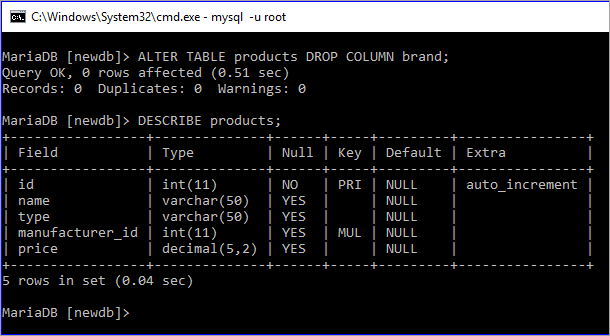 C:\Windows\System32\cmd.exe - mysql  -u root
MariaDB [newdb]> ALTER TABLE products DROP COLUMN brand;
Query OK, 0 rows affected (0.51 sec)
Records: 0  Duplicates: 0  Warnings: 0

MariaDB [newdb]> DESCRIBE products;
+-----------------+--------------+------+-----+---------+----------------+
| Field           | Type         | Null | Key | Default | Extra          |
+-----------------+--------------+------+-----+---------+----------------+
| id              | int(11)      | NO   | PRI | NULL    | auto_increment |
| name            | varchar(50)  | YES  |     | NULL    |                |
| type            | varchar(50)  | YES  |     | NULL    |                |
| manufacturer_id | int(11)      | YES  | MUL | NULL    |                |
| price           | decimal(5,2) | YES  |     | NULL    |                |
+-----------------+--------------+------+-----+---------+----------------+
5 rows in set (0.04 sec)

MariaDB [newdb]>